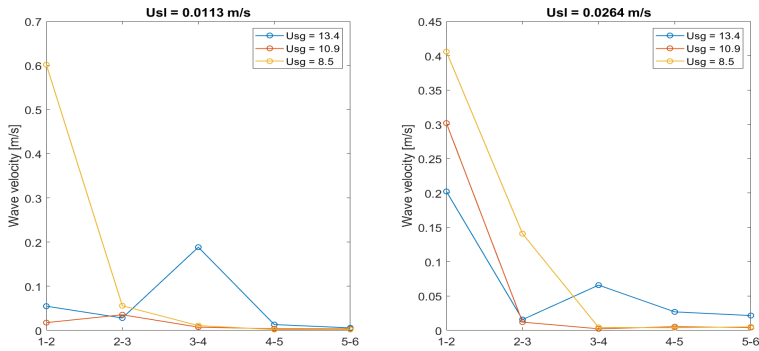 Usl = 0.0113 m/s
0.7
0.6
0.5
0.4
0.3
0.2
0.1
0
Wave velocity [m/s]
Usg = 13.4
Usg = 10.9
Usg = 8.5
1-2 2-3 3-4 4-5 5-6
Usl = 0.0264 m/s
0.45
0.4
0.35
0.3
0.25
0.2
0.15
0.1
0.05
0
Wave velocity [m/s]
Usg = 13.4
Usg = 10.9
Usg = 8.5
1-2 2-3 3-4 4-5 5-6